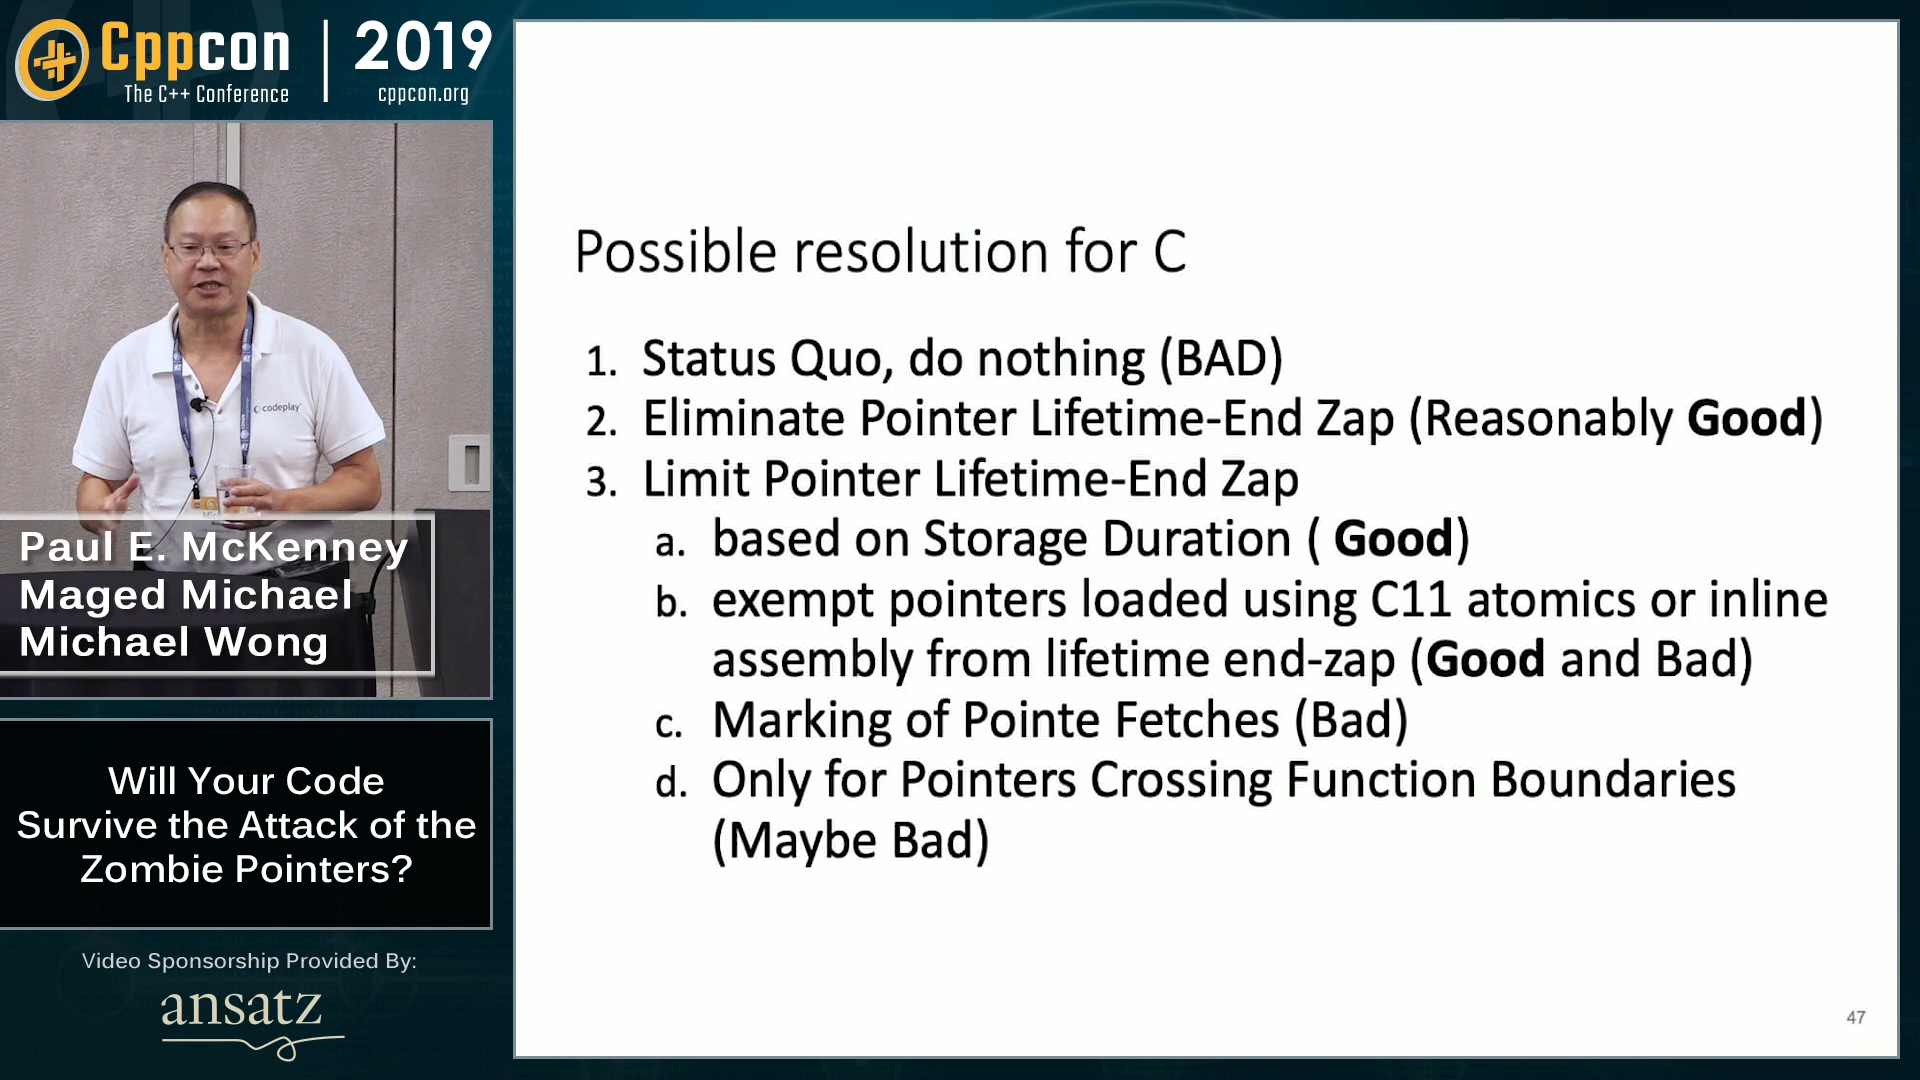 Cppcon
The C++ Conference
2019
cppcon.org
codeplay
Paul E. McKenney
Maged Michael
Michael Wong
Will Your Code
Survive the Attack of the
Zombie Pointers?
Video Sponsorship Provided By:
ansatz
Possible resolution for C
1. Status Quo, do nothing (BAD)
2. Eliminate Pointer Lifetime-End Zap (Reasonably Good)
3. Limit Pointer Lifetime-End Zap
a. based on Storage Duration ( Good)
b. exempt pointers loaded using C11 atomics or inline
assembly from lifetime end-zap (Good and Bad)
c. Marking of Pointe Fetches (Bad)
d. Only for Pointers Crossing Function Boundaries
(Maybe Bad)
47